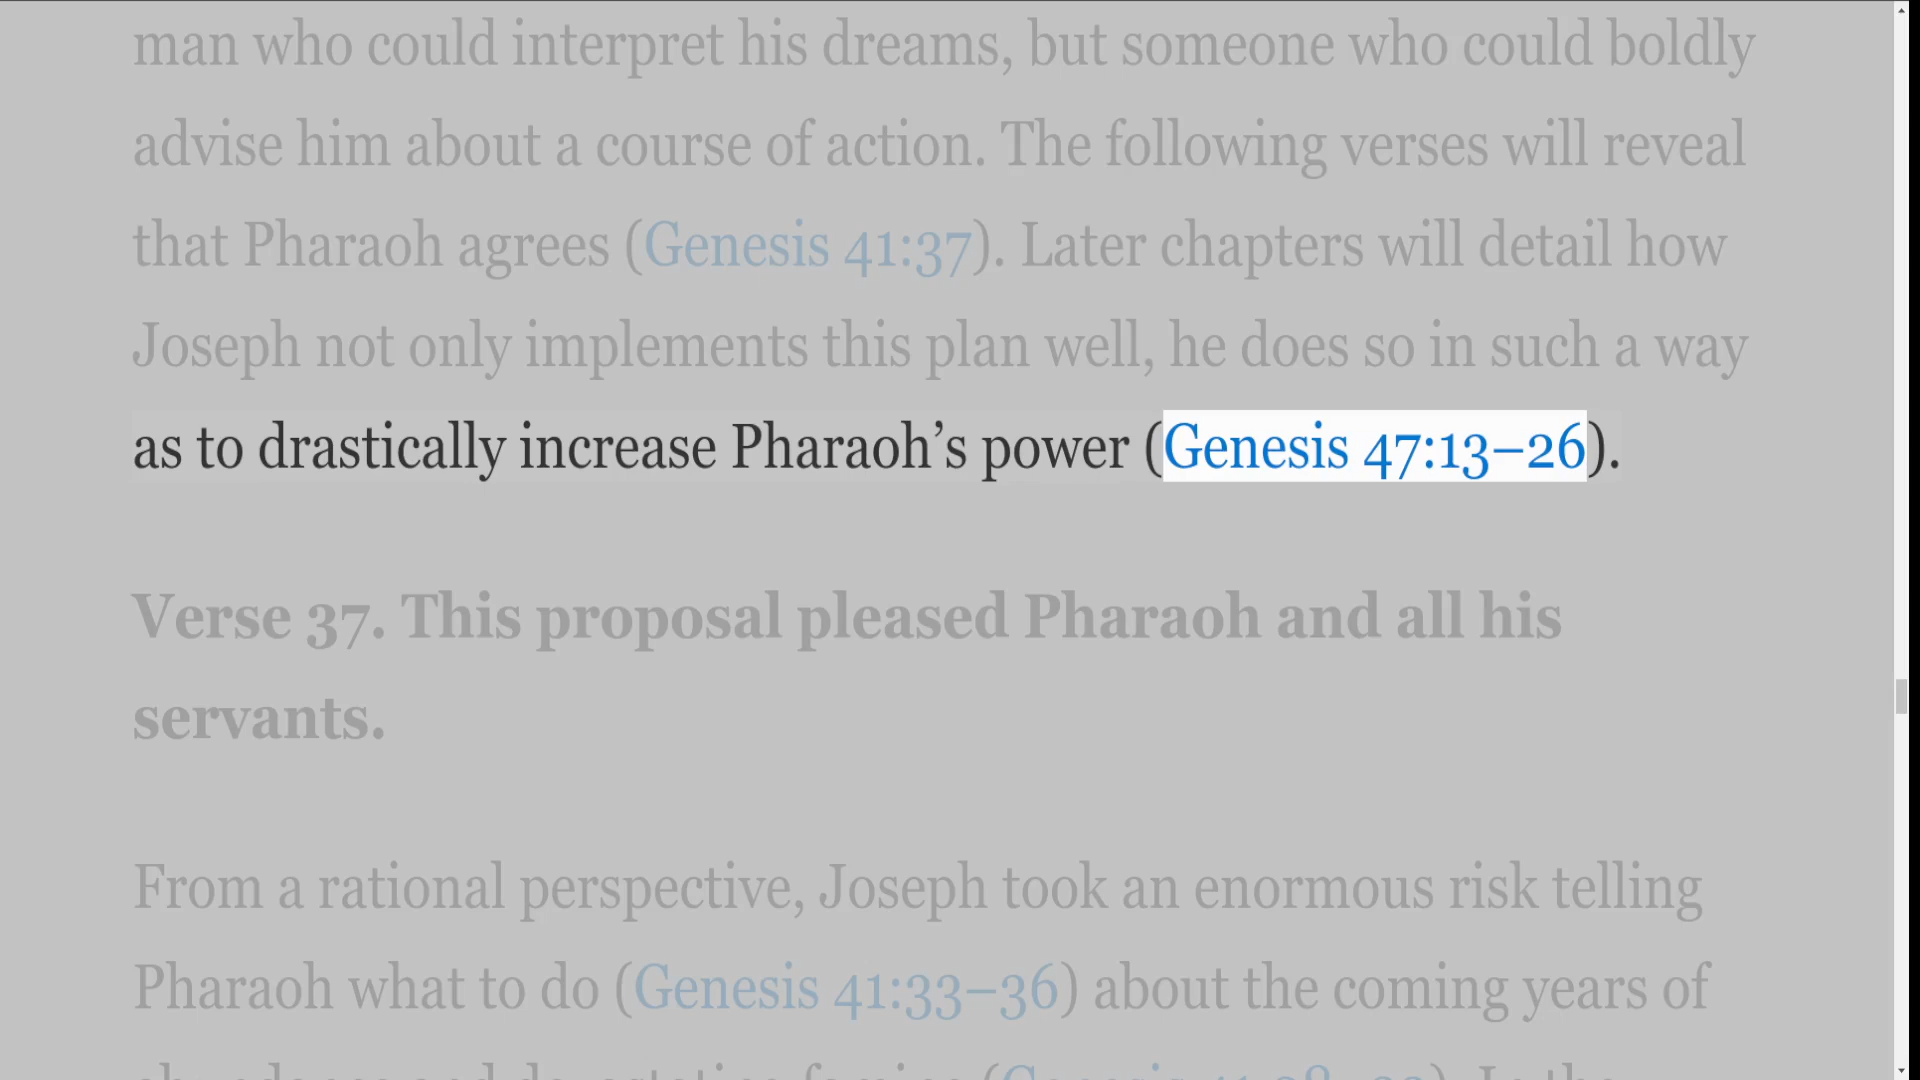 man who could interpret his dreams, but someone who could boldly
advise him about a course of action. The following verses will reveal
that Pharaoh agrees (Genesis 41:37). Later chapters will detail how
Joseph not only implements this plan well, he does so in such a way
as to drastically increase Pharaoh’s power (Genesis 47:13–26).
Verse 37. This proposal pleased Pharaoh and all his
servants.
From a rational perspective, Joseph took an enormous risk telling
Pharaoh what to do (Genesis 41:33–36) about the coming years of